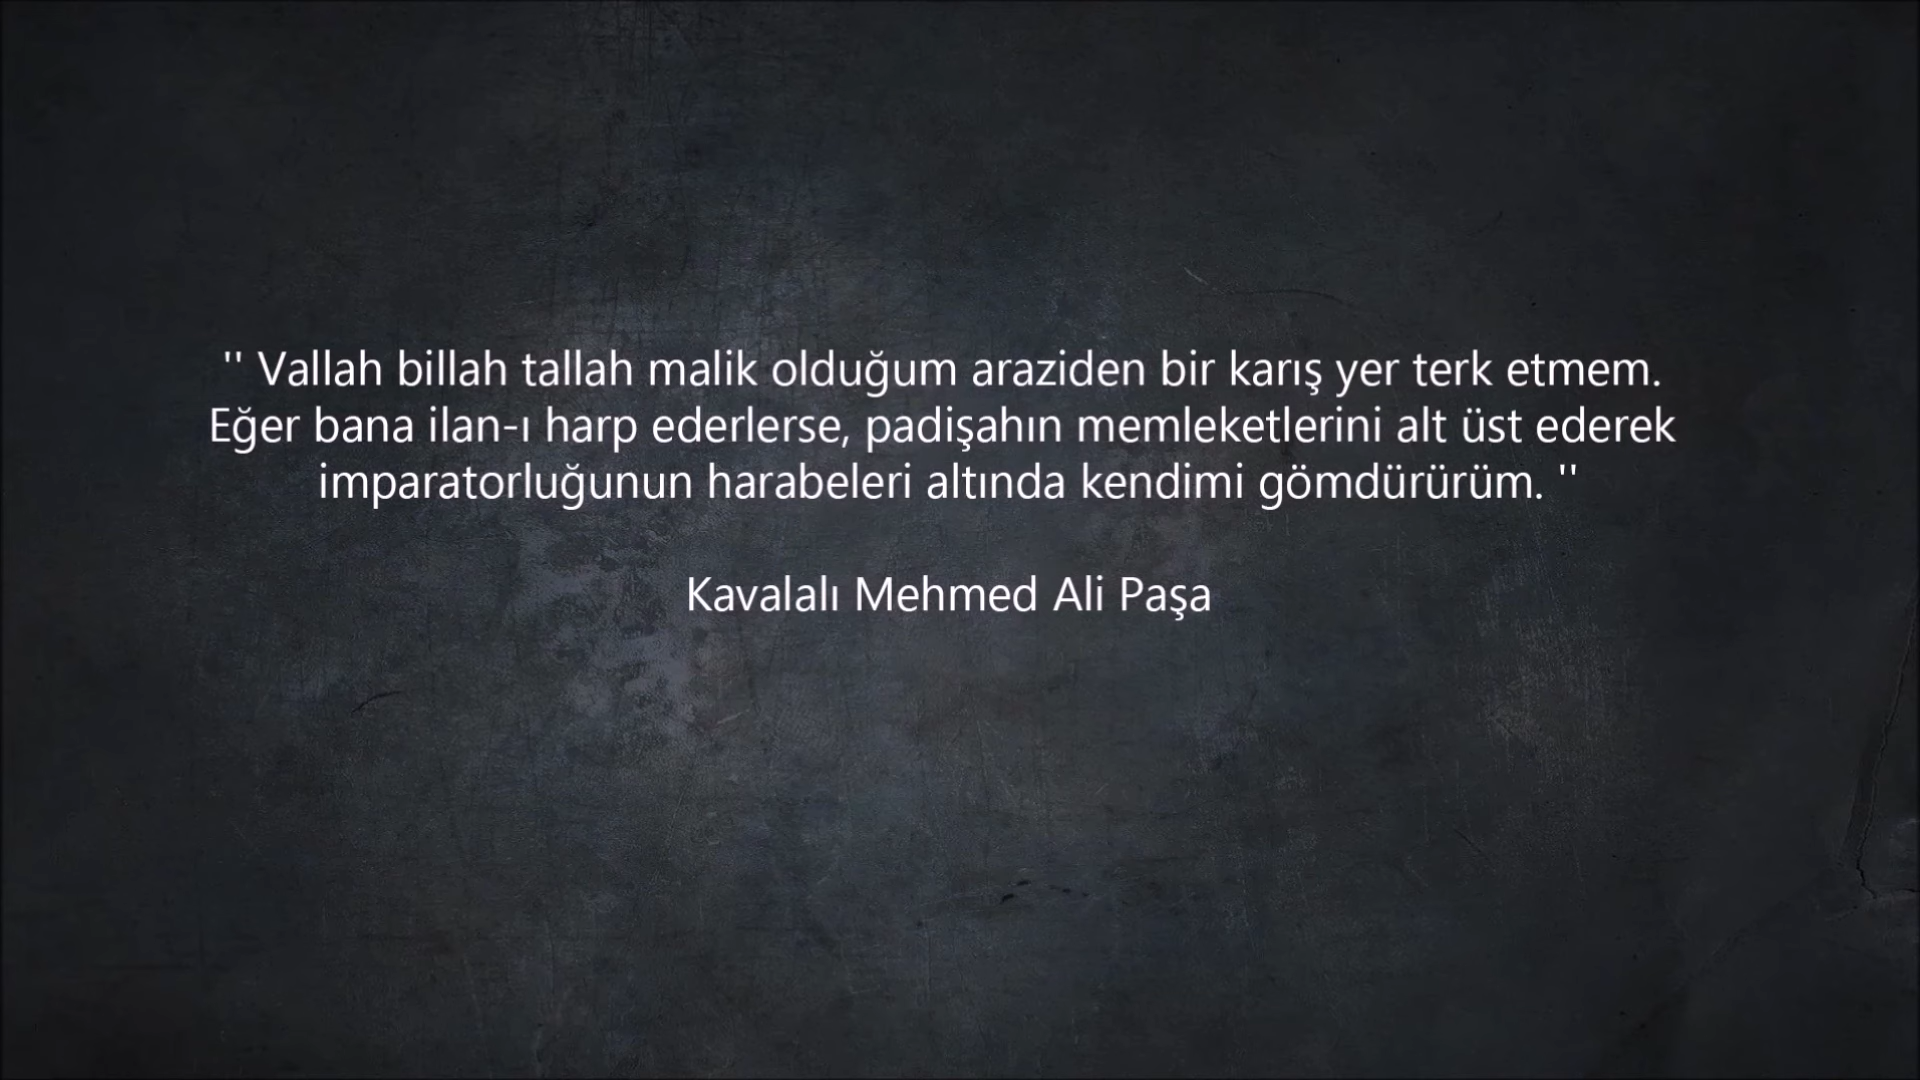 '' Vallah billah tallah malik olduğum araziden bir karış yer terk etmem.
Eğer bana ilan-ı harp ederlerse, padişahın memleketlerini alt üst ederek
imparatorluğunun harabeleri altında kendimi gömdürürüm. ''
Kavalalı Mehmed Ali Paşa